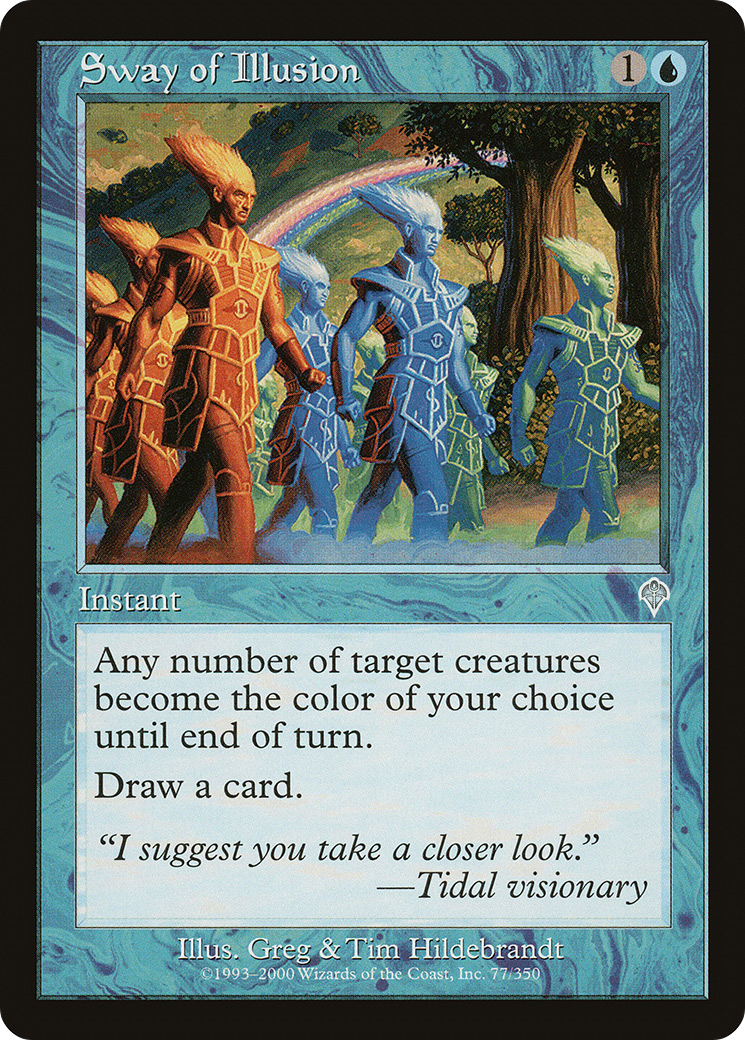 Sway of Illusion
1
Instant
Any number of target creatures
become the color of your choice
until end of turn.
Draw a card.
“I suggest you take a closer look.”
—Tidal visionary
Illus. Greg & Tim Hildebrandt
©1993–2000 Wizards of the Coast, Inc. 77/350